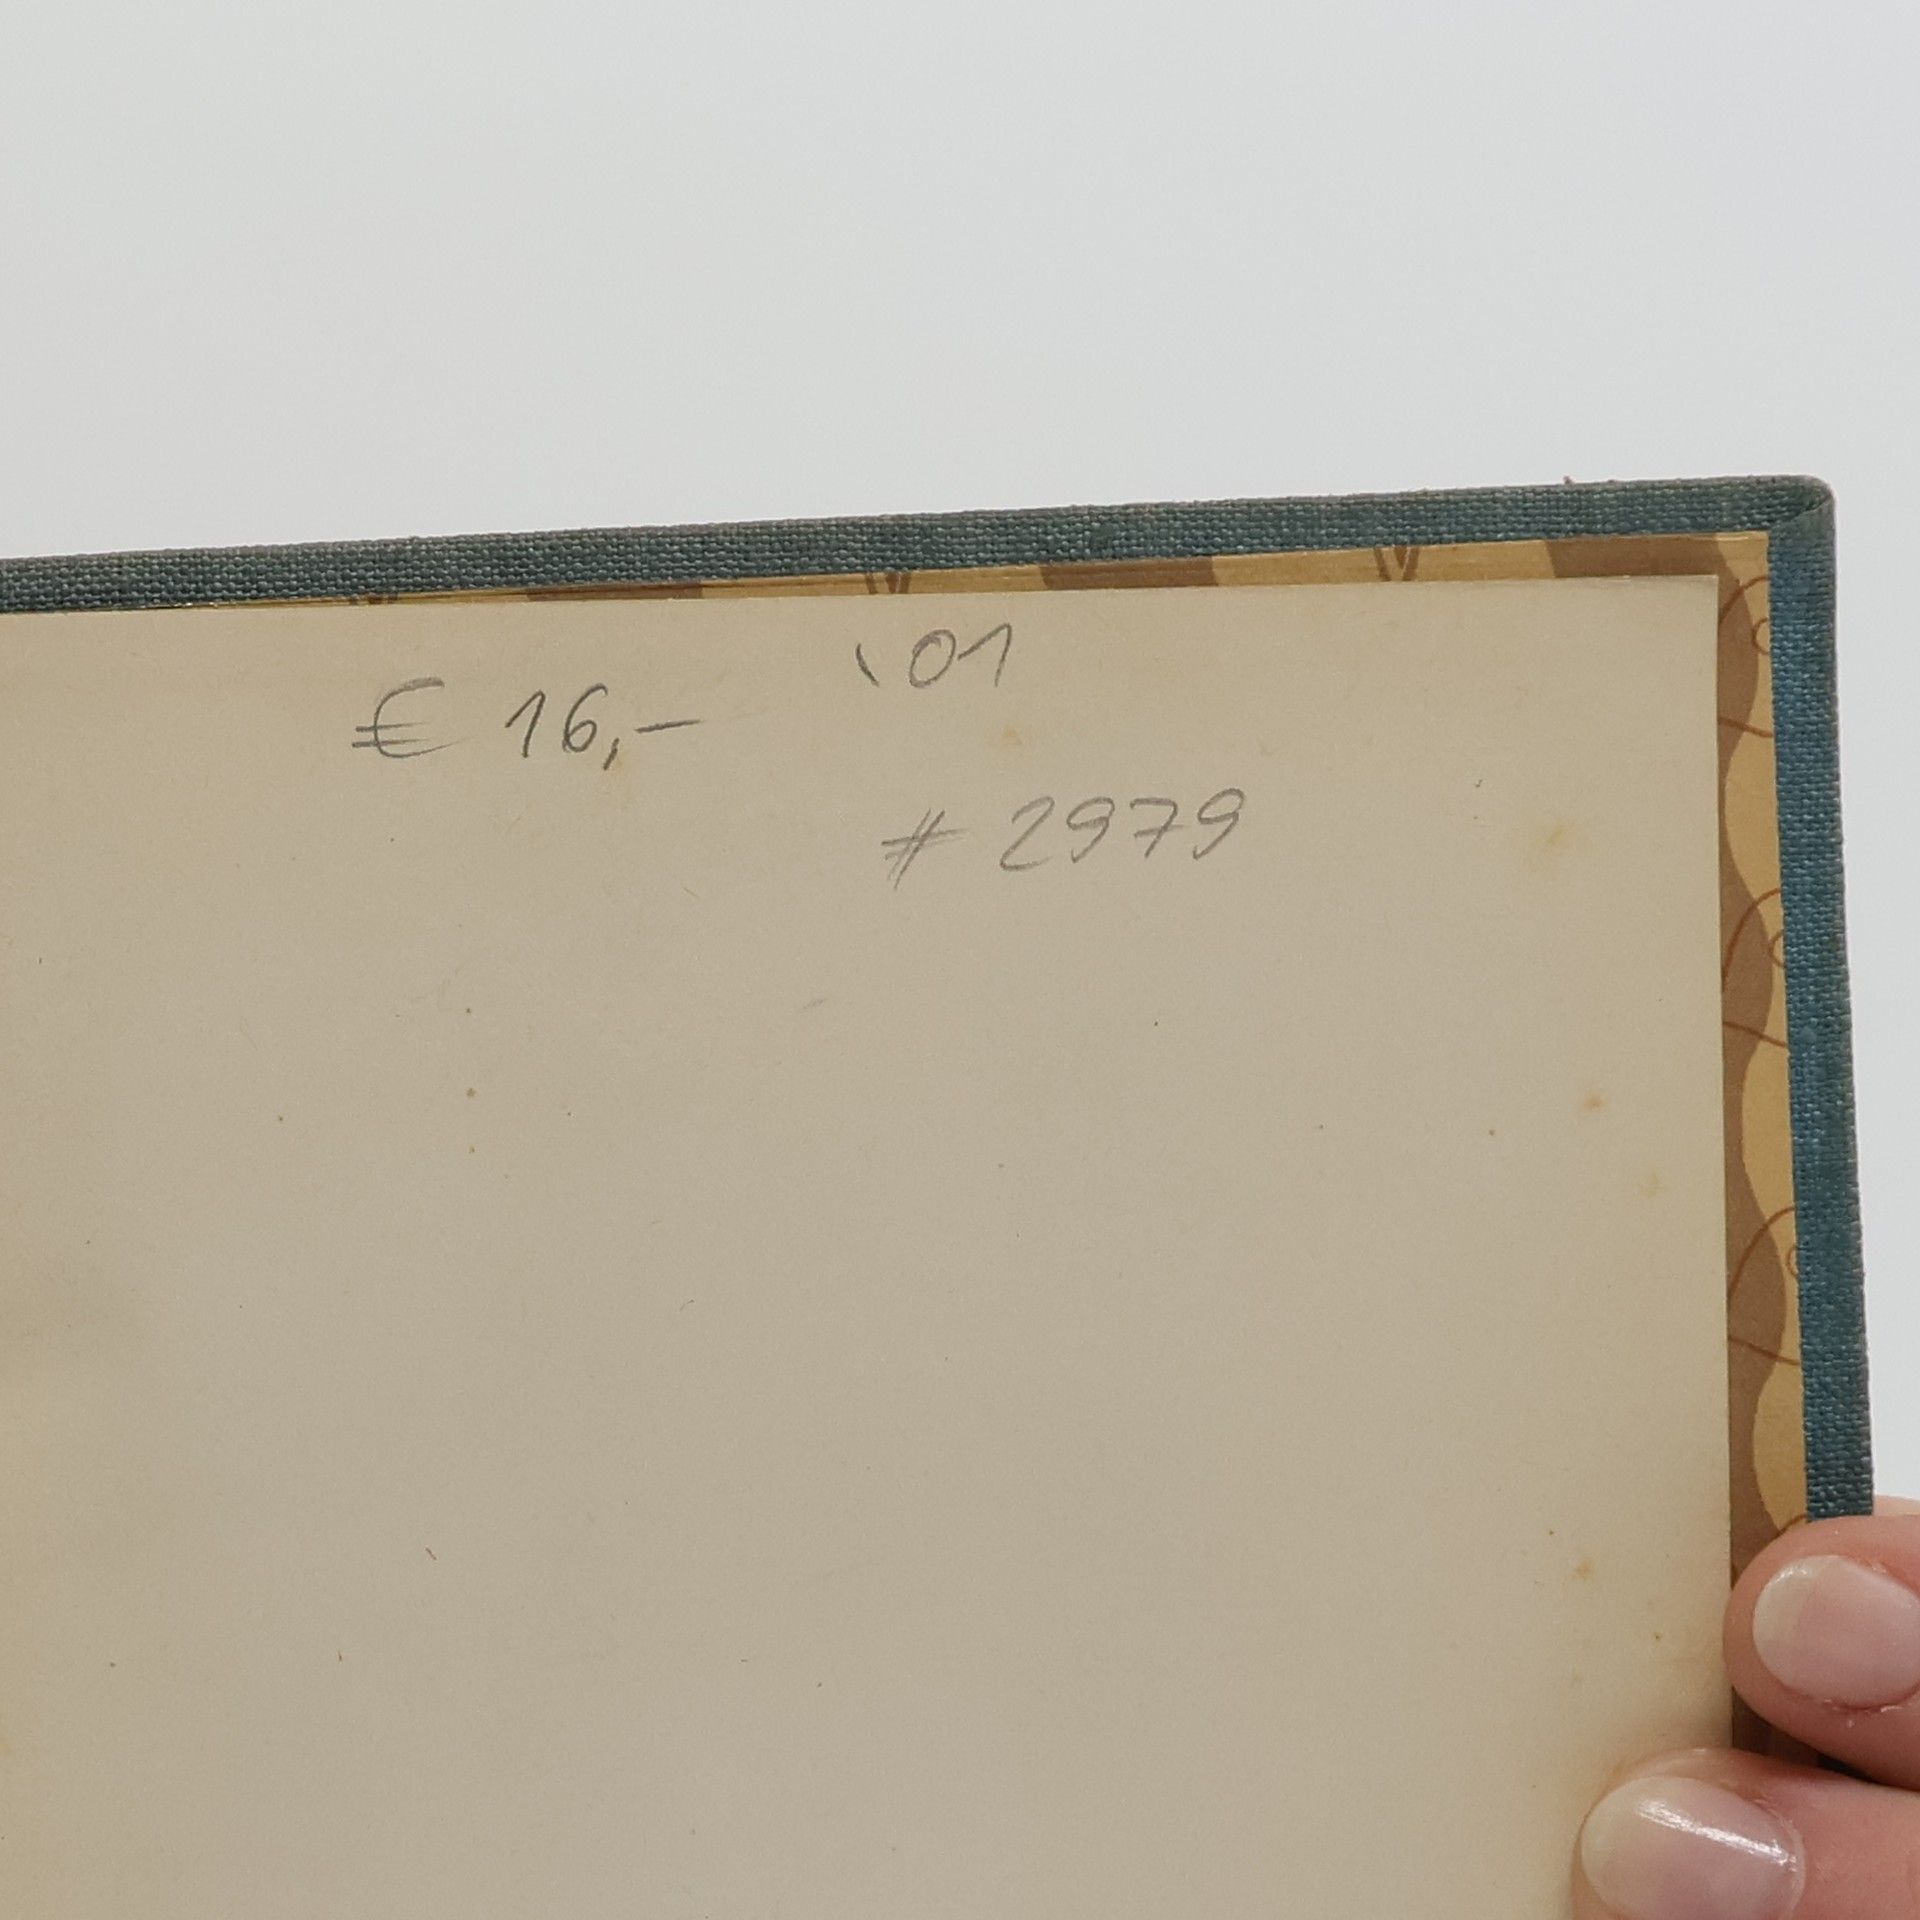 '01
€ 16,-
# 2979